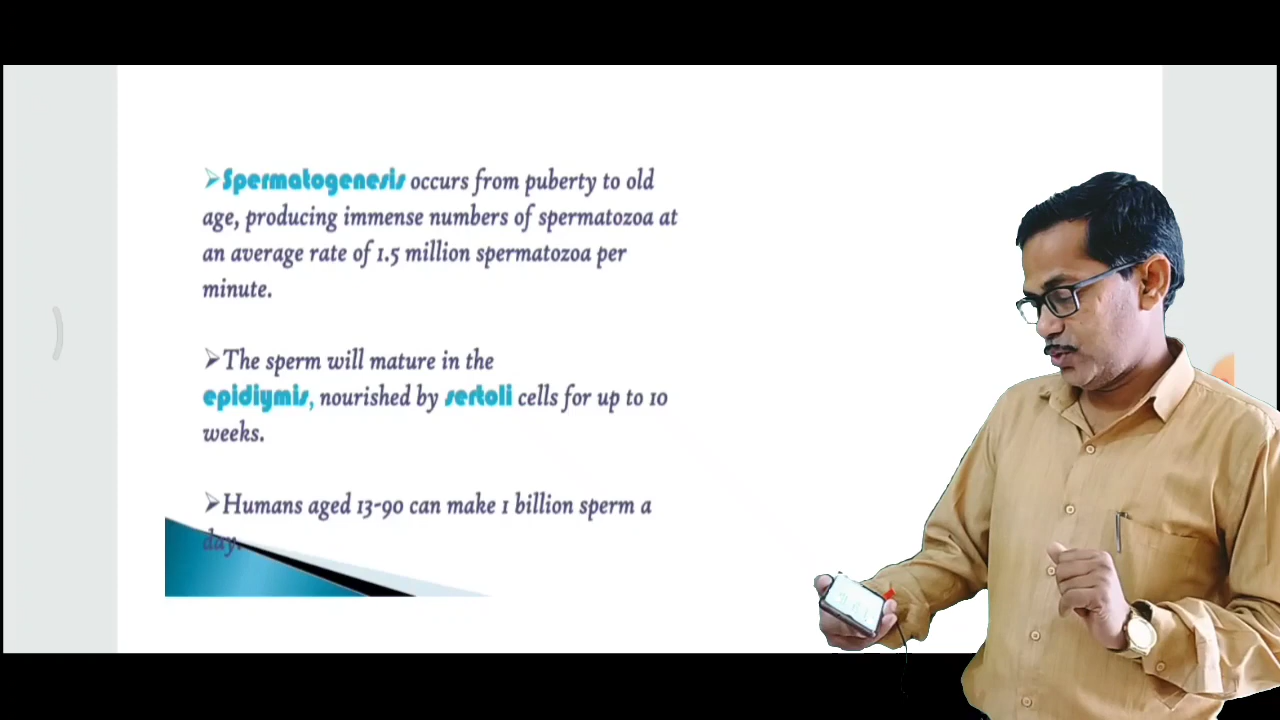 ➢Spermatogenesis occurs from puberty to old
age, producing immense numbers of spermatozoa at
an average rate of 1.5 million spermatozoa per
minute.
➢The sperm will mature in the
epidiymis, nourished by sertoli cells for up to 10
weeks.
➢Humans aged 13-90 can make 1 billion sperm a
day.